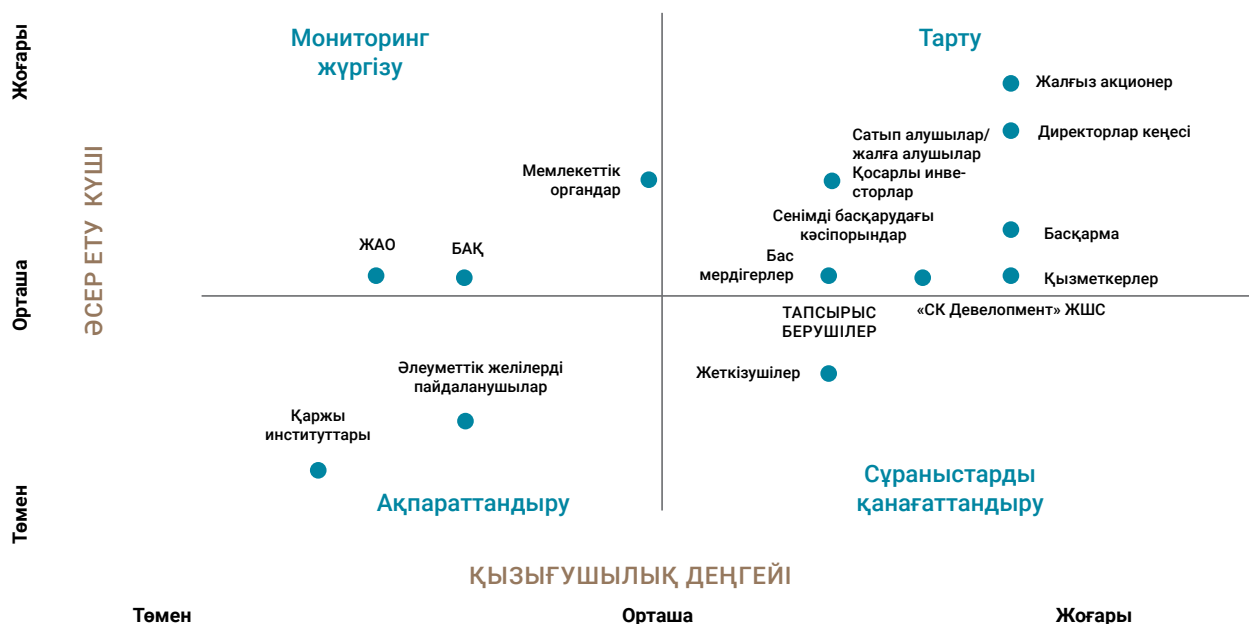 Жоғары
Орташа
Төмен
ӘСЕР ЕТУ КҮШІ
Мониторинг
жүргізу
Тарту
Жалғыз акционер
Директорлар кеңесі
Сатып алушылар/
жалға алушылар
Қосарлы инве-
сторлар
Мемлекеттік
органдар
Сенімді басқарудағы
кәсіпорындар
Басқарма
ЖАО
БАҚ
Бас
мердігерлер
Қызметкерлер
ТАПСЫРЫС
БЕРУШІЛЕР
«СК Девелопмент» ЖШС
Әлеуметтік желілерді
пайдаланушылар
Жеткізушілер
Қаржы
институттары
Ақпараттандыру
Сұраныстарды
қанағаттандыру
ҚЫЗЫҒУШЫЛЫҚ ДЕҢГЕЙІ
Төмен
Орташа
Жоғары